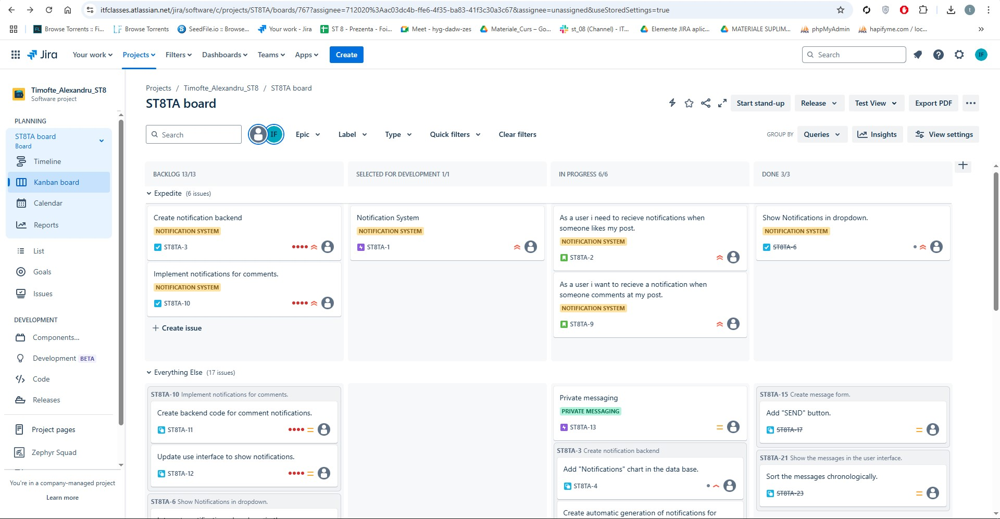 itfclasses.atlassian.net/jira/software/c/projects/ST8TA/boards/767?assignee=712020%3Aac03dc4b-ffe6-4f35-ba83-41f3c30a3c67&assignee=unassigned&useStoredSettings=true
t
Browse Torrents :: Fi...
Browse Torrents
SeedFile.io :: Browse...
Your work - Jira
ST 8 - Prezenta - Foi...
Meet - hyg-dadw-zes
Materiale_Curs – Go...
st_08 (Channel) - IT...
Elemente JIRA aplic...
MATERIALE SUPLIM...
phpMyAdmin
hapifyme.com / loc...
Jira
Your work
Projects
Filters
Dashboards
Teams
Apps
Create
Search
IF
Timofte_Alexandru_ST8
Software project
PLANNING
ST8TA board
Board
Timeline
Kanban board
Calendar
Reports
List
Goals
Issues
DEVELOPMENT
Components...
Development BETA
Code
Releases
Project pages
Zephyr Squad
You're in a company-managed project
Learn more
Projects / Timofte_Alexandru_ST8 / ST8TA board
ST8TA board
Start stand-up
Release
Test View
Export PDF
Search
IF
Epic
Label
Type
Quick filters
Clear filters
GROUP BY
Queries
Insights
View settings
BACKLOG 13/13
SELECTED FOR DEVELOPMENT 1/1
IN PROGRESS 6/6
DONE 3/3
Expedite (6 issues)
Create notification backend
NOTIFICATION SYSTEM
ST8TA-3
Implement notifications for comments.
NOTIFICATION SYSTEM
ST8TA-10
Create issue
Notification System
NOTIFICATION SYSTEM
ST8TA-1
As a user i need to recieve notifications when
someone likes my post.
NOTIFICATION SYSTEM
ST8TA-2
As a user i want to recieve a notification when
someone comments at my post.
NOTIFICATION SYSTEM
ST8TA-9
Show Notifications in dropdown.
NOTIFICATION SYSTEM
ST8TA-6
Everything Else (17 issues)
ST8TA-10 Implement notifications for comments.
Create backend code for comment notifications.
ST8TA-11
Update use interface to show notifications.
ST8TA-12
ST8TA-6 Show Notifications in dropdown.
Private messaging
PRIVATE MESSAGING
ST8TA-13
ST8TA-3 Create notification backend
Add "Notifications" chart in the data base.
ST8TA-4
Create automatic generation of notifications for
ST8TA-15 Create message form.
Add "SEND" button.
ST8TA-17
ST8TA-21 Show the messages in the user interface.
Sort the messages chronologically.
ST8TA-23